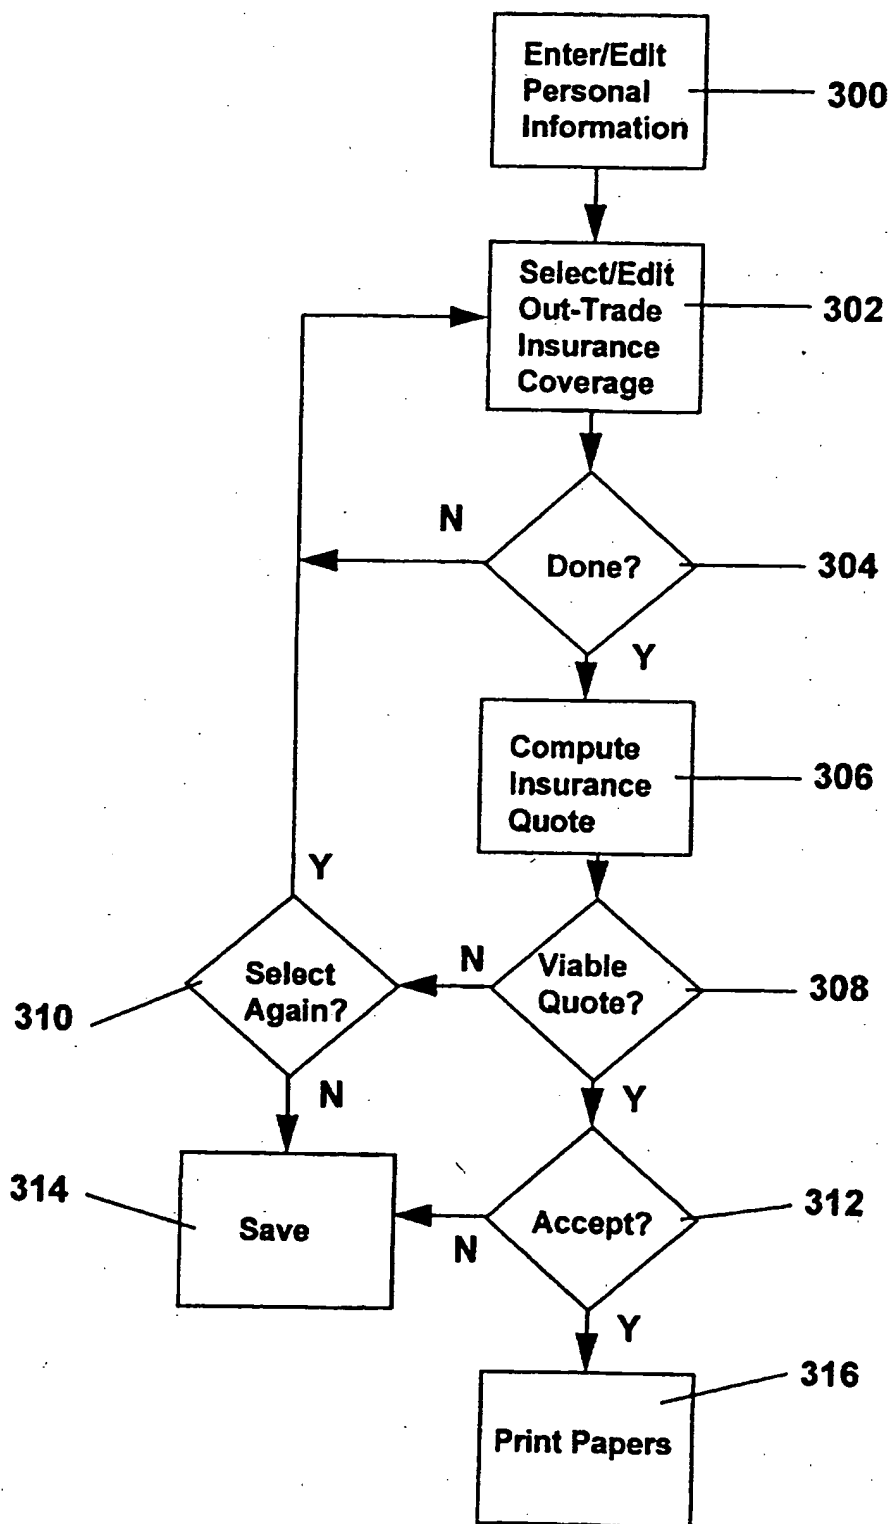 Enter/Edit
Personal
Information
300
Select/Edit
Out-Trade
Insurance
Coverage
302
N
Done?
304
Y
Compute
Insurance
Quote
306
Y
Select
Again?
310
N
Viable
Quote?
308
N
Y
314
Save
N
Accept?
312
Y
316
Print Papers